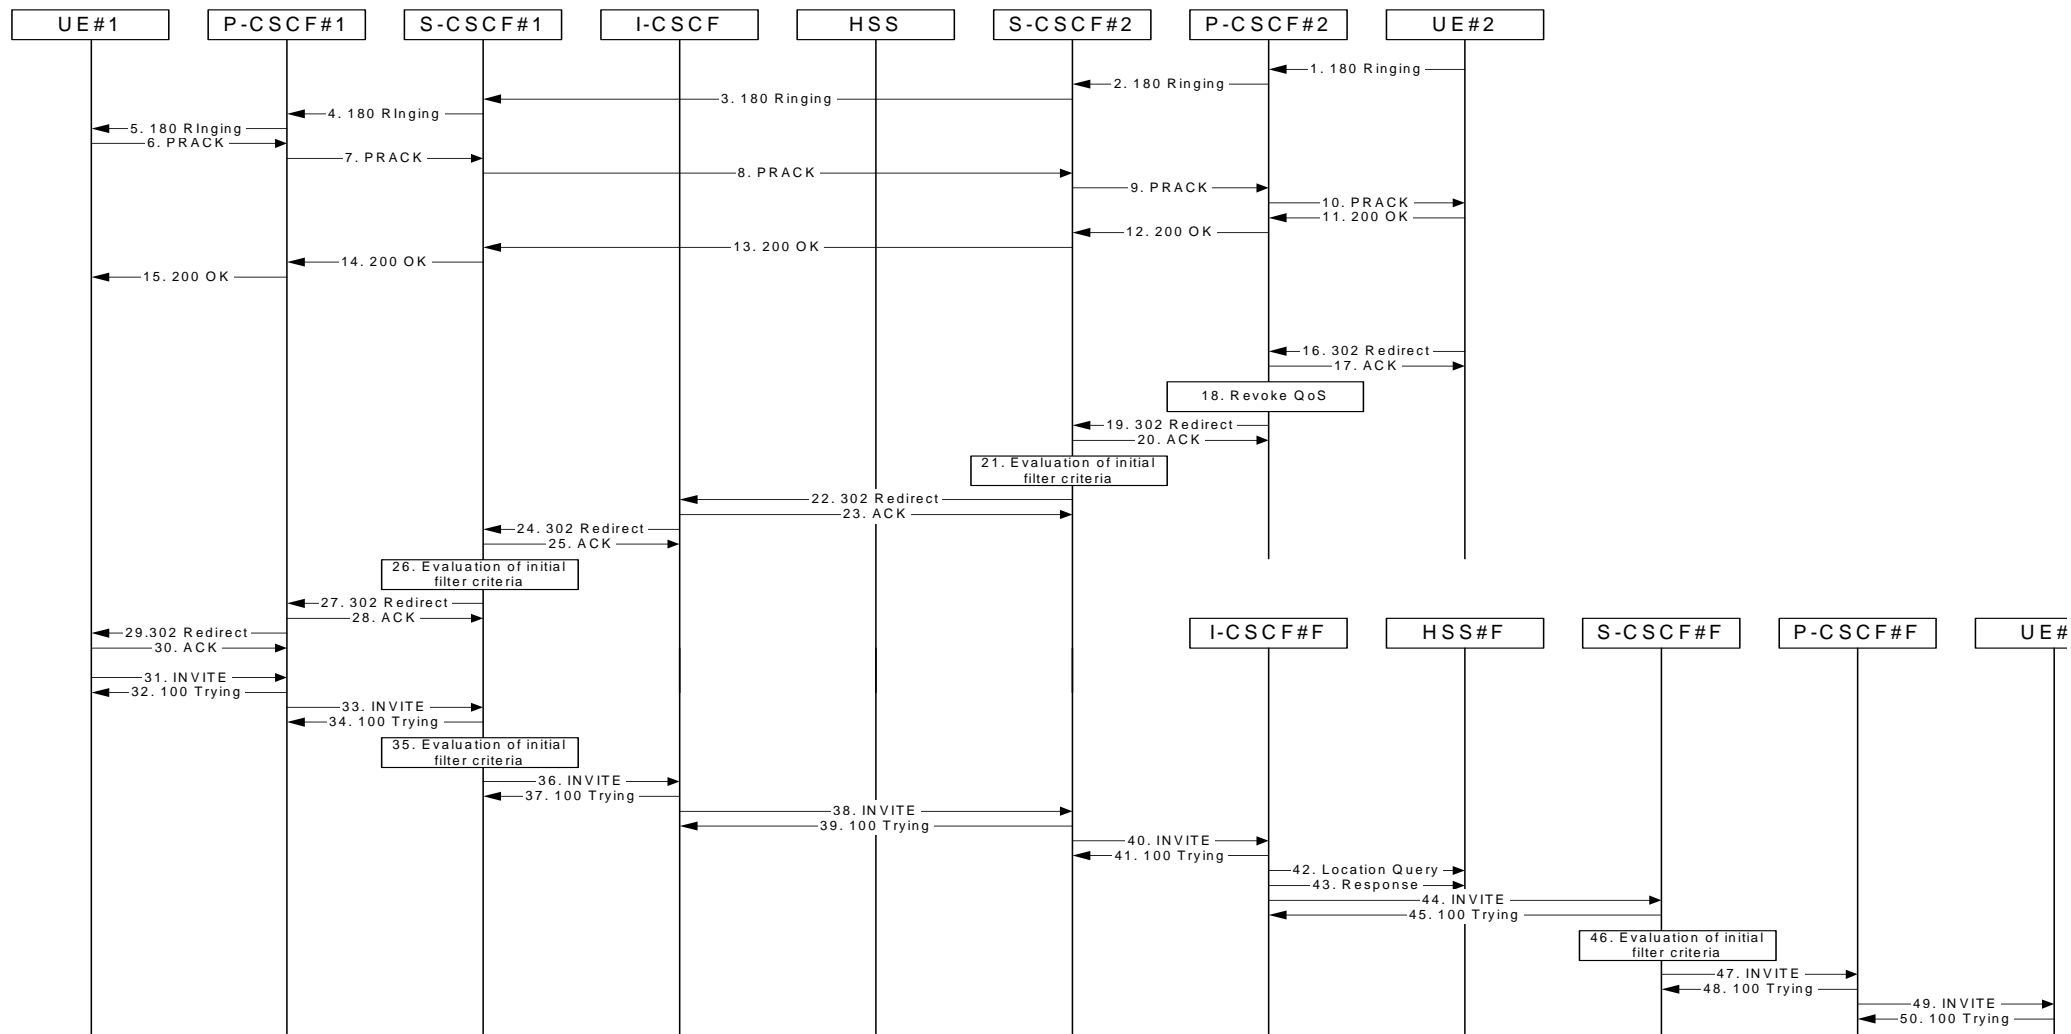 UE#1
P-CSCF#1
S-CSCF#1
I-CSCF
HSS
S-CSCF#2
P-CSCF#2
UE#2
1. 180 Ringing
2. 180 Ringing
3. 180 Ringing
4. 180 RInging
5. 180 RInging
6. PRACK
7. PRACK
8. PRACK
9. PRACK
10. PRACK
11. 200 OK
12. 200 OK
13. 200 OK
14. 200 OK
15. 200 OK
16. 302 Redirect
17. ACK
18. Revoke QoS
19. 302 Redirect
20. ACK
21. Evaluation of initial
filter criteria
22. 302 Redirect
23. ACK
24. 302 Redirect
25. ACK
26. Evaluation of initial
filter criteria
27. 302 Redirect
28. ACK
29.302 Redirect
30. ACK
I-CSCF#F
HSS#F
S-CSCF#F
P-CSCF#F
UE#
31. INVITE
32. 100 Trying
33. INVITE
34. 100 Trying
35. Evaluation of initial
filter criteria
36. INVITE
37. 100 Trying
38. INVITE
39. 100 Trying
40. INVITE
41. 100 Trying
42. Location Query
43. Response
44. INVITE
45. 100 Trying
46. Evaluation of initial
filter criteria
47. INVITE
48. 100 Trying
49. INVITE
50. 100 Trying